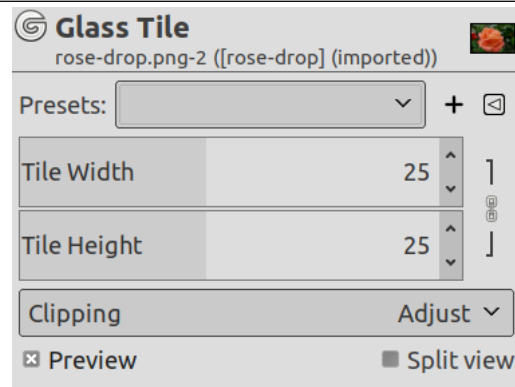 Glass Tile
rose-drop.png-2 ([rose-drop] (imported))
Presets:
Tile Width 25
Tile Height 25
Clipping Adjust
Preview Split view